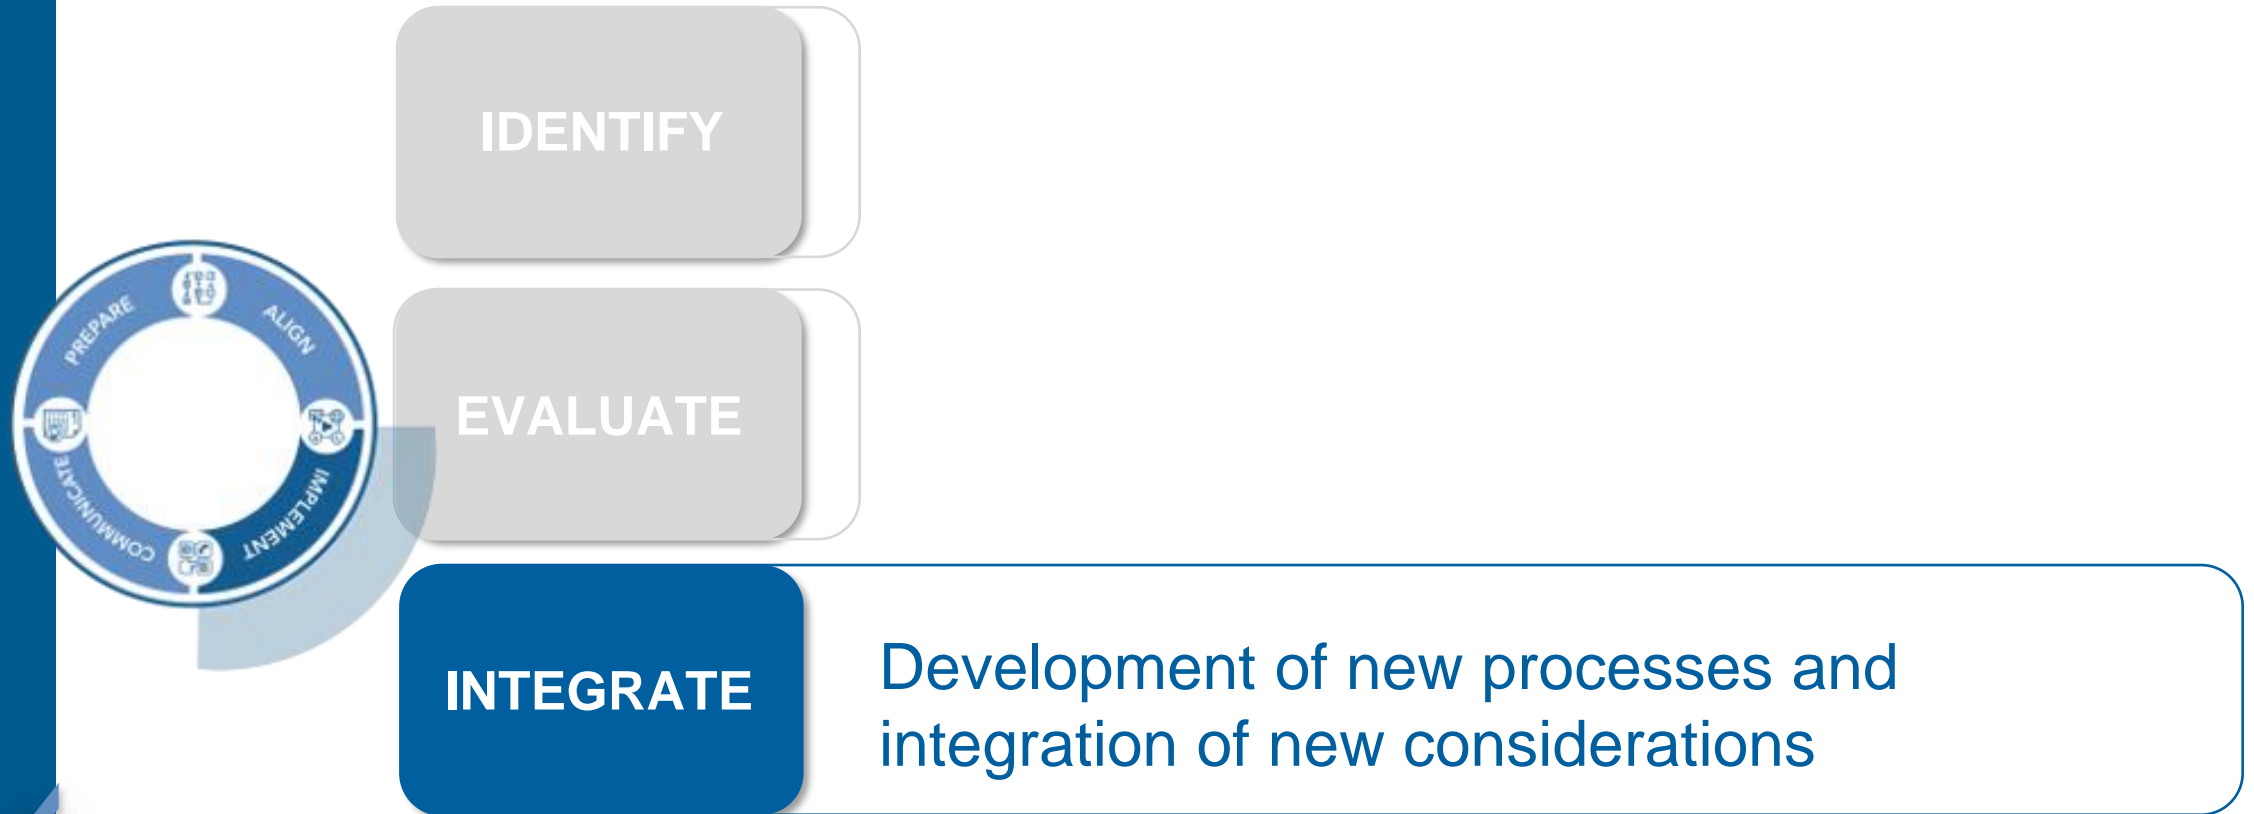 IDENTIFY
PREPARE
ALIGN
EVALUATE
COMMUNICATE
IMPLEMENT
INTEGRATE
Development of new processes and
integration of new considerations